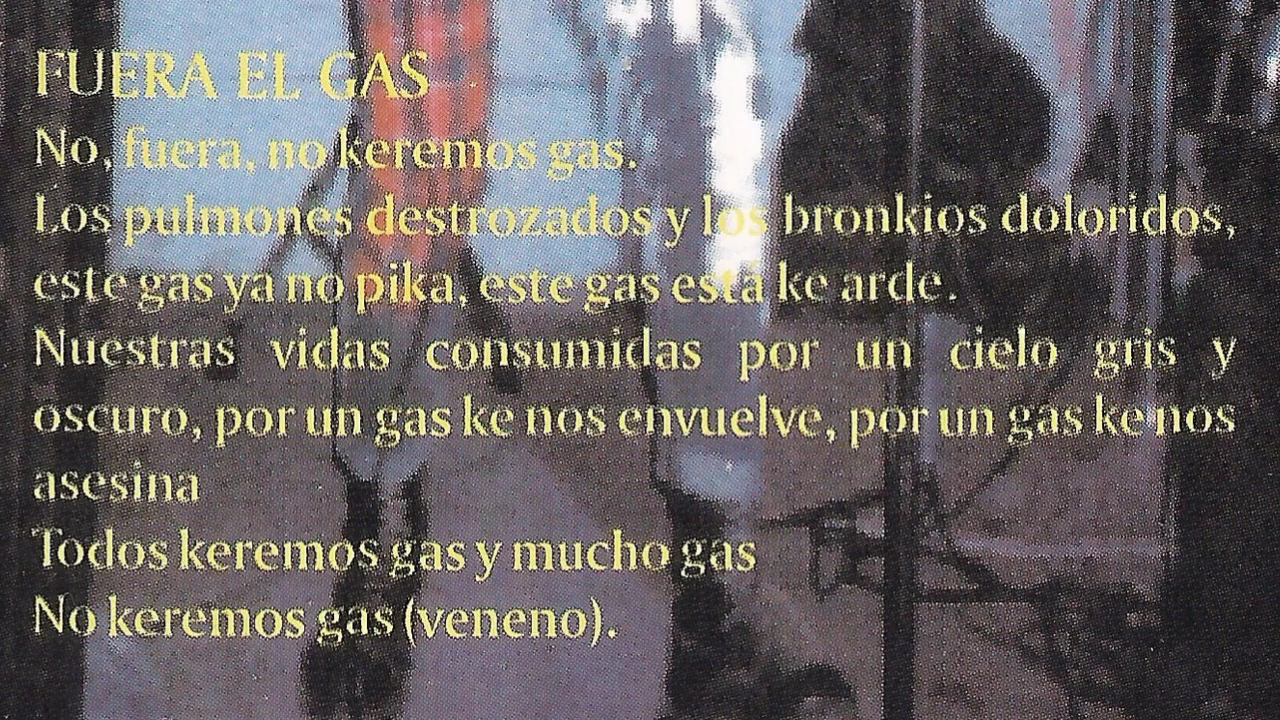 FUERA EL GAS
No, fuera, no keremos gas.
Los pulmones destrozados y los bronkios doloridos,
este gas ya no pika, este gas esta ke arde.
Nuestras vidas consumidas por un cielo gris y
oscuro, por un gas ke nos envuelve, por un gas ke nos
asesina
Todos keremos gas y mucho gas
No keremos gas (veneno).